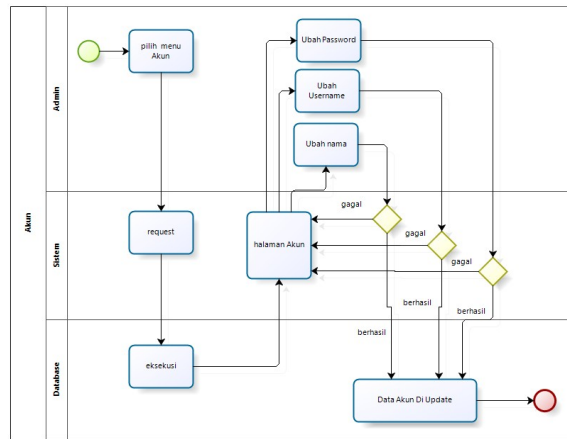 Akun
Admin
Sistem
Database
pilih menu
Akun
Ubah Password
Ubah
Username
Ubah nama
request
halaman Akun
gagal
gagal
gagal
berhasil
berhasil
berhasil
eksekusi
Data Akun Di Update